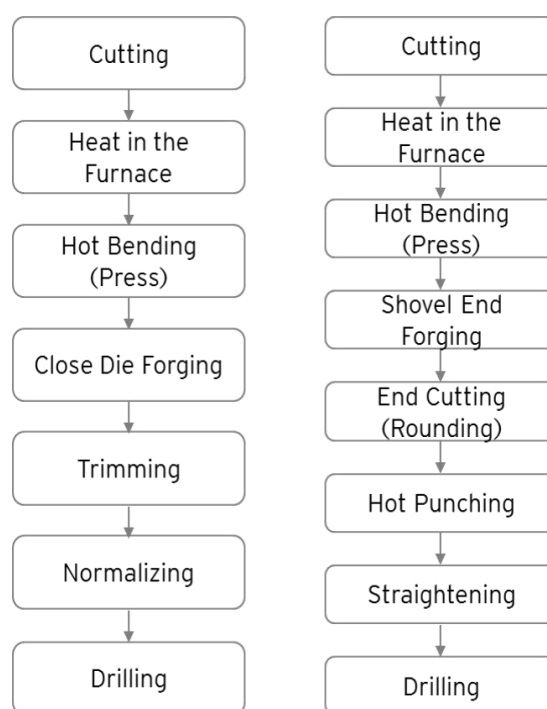 Cutting
Heat in the
Furnace
Hot Bending
(Press)
Close Die Forging
Trimming
Normalizing
Drilling
Cutting
Heat in the
Furnace
Hot Bending
(Press)
Shovel End
Forging
End Cutting
(Rounding)
Hot Punching
Straightening
Drilling